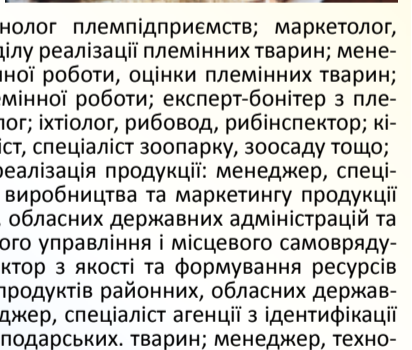 нолог племпідприємств; маркетолог,
ділу реалізації племінних тварин; мене-
нної роботи, оцінки племінних тварин;
емінної роботи; експерт-бонітер з пле-
лог; іхтіолог, рибовод, рибінспектор; кі-
іст, спеціаліст зоопарку, зоосаду тощо;
реалізація продукції: менеджер, спеці-
виробництва та маркетингу продукції
, обласних державних адміністрацій та
ого управління і місцевого самовряду-
ктор з якості та формування ресурсів
продуктів районних, обласних держав-
джер, спеціаліст агенції з ідентифікації
подарських. тварин; менеджер, техно-